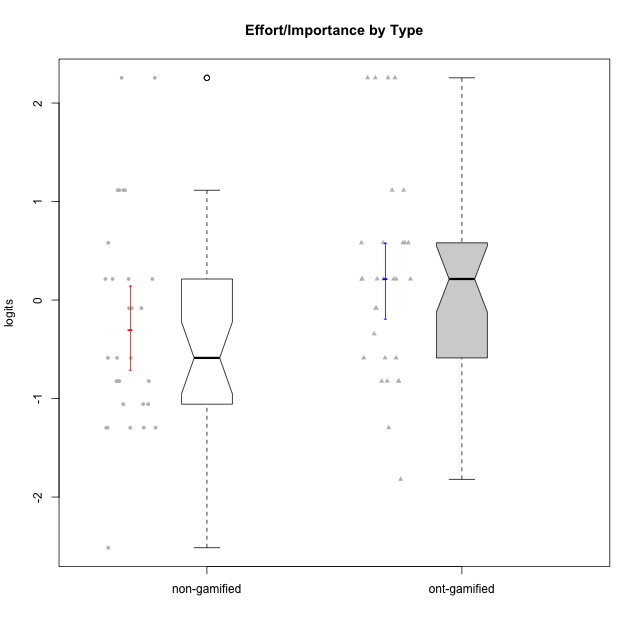 Effort/Importance by Type
logits
2
1
0
-1
-2
non-gamified
ont-gamified